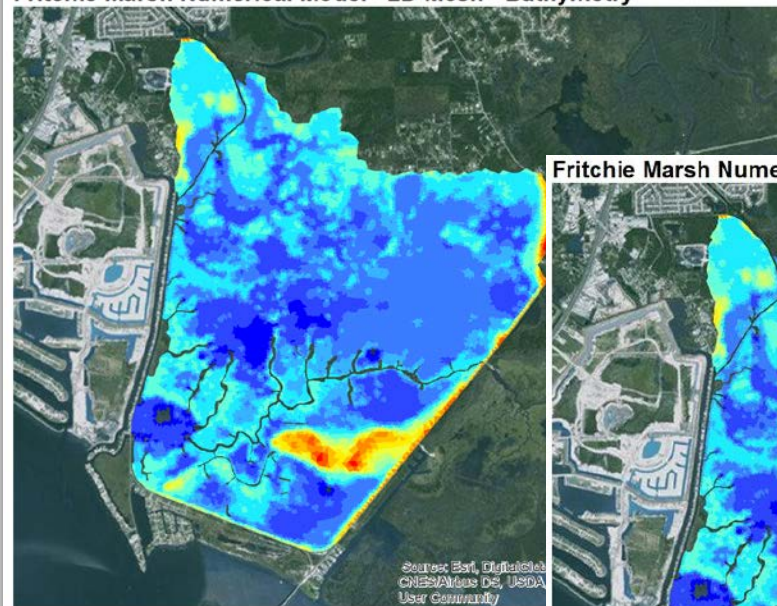 Fritchie Marsh Numerical Model - 2D Mesh - Bathymetry
Fritchie Marsh Nume
Source: Esri, DigitalGlob
CNES/Airbus DS, USDA
User Community